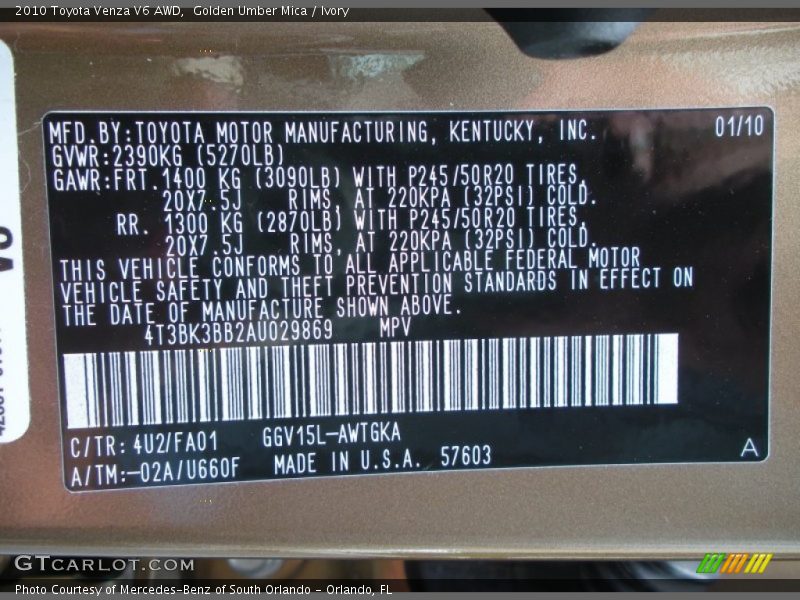 2010 Toyota Venza V6 AWD,  Golden Umber Mica / Ivory
MFD.BY:TOYOTA MOTOR MANUFACTURING, KENTUCKY, INC. 01/10
GVWR:2390KG (5270LB)
GAWR:FRT.1400 KG (3090LB) WITH P245/50R20 TIRES,
20X7.5J RIMS, AT 220KPA (32PSI) COLD.
RR. 1300 KG (2870LB) WITH P245/50R20 TIRES,
20X7.5J RIMS, AT 220KPA (32PSI) COLD.
THIS VEHICLE CONFORMS TO ALL APPLICABLE FEDERAL MOTOR
VEHICLE SAFETY AND THEFT PREVENTION STANDARDS IN EFFECT ON
THE DATE OF MANUFACTURE SHOWN ABOVE.
4T3BK3BB2AU029869 MPV
C/TR: 4U2/FA01 GGV15L-AWTGKA
A/TM:-02A/U660F MADE IN U.S.A. 57603 A
GTCARLOT.COM
Photo Courtesy of Mercedes-Benz of South Orlando - Orlando, FL